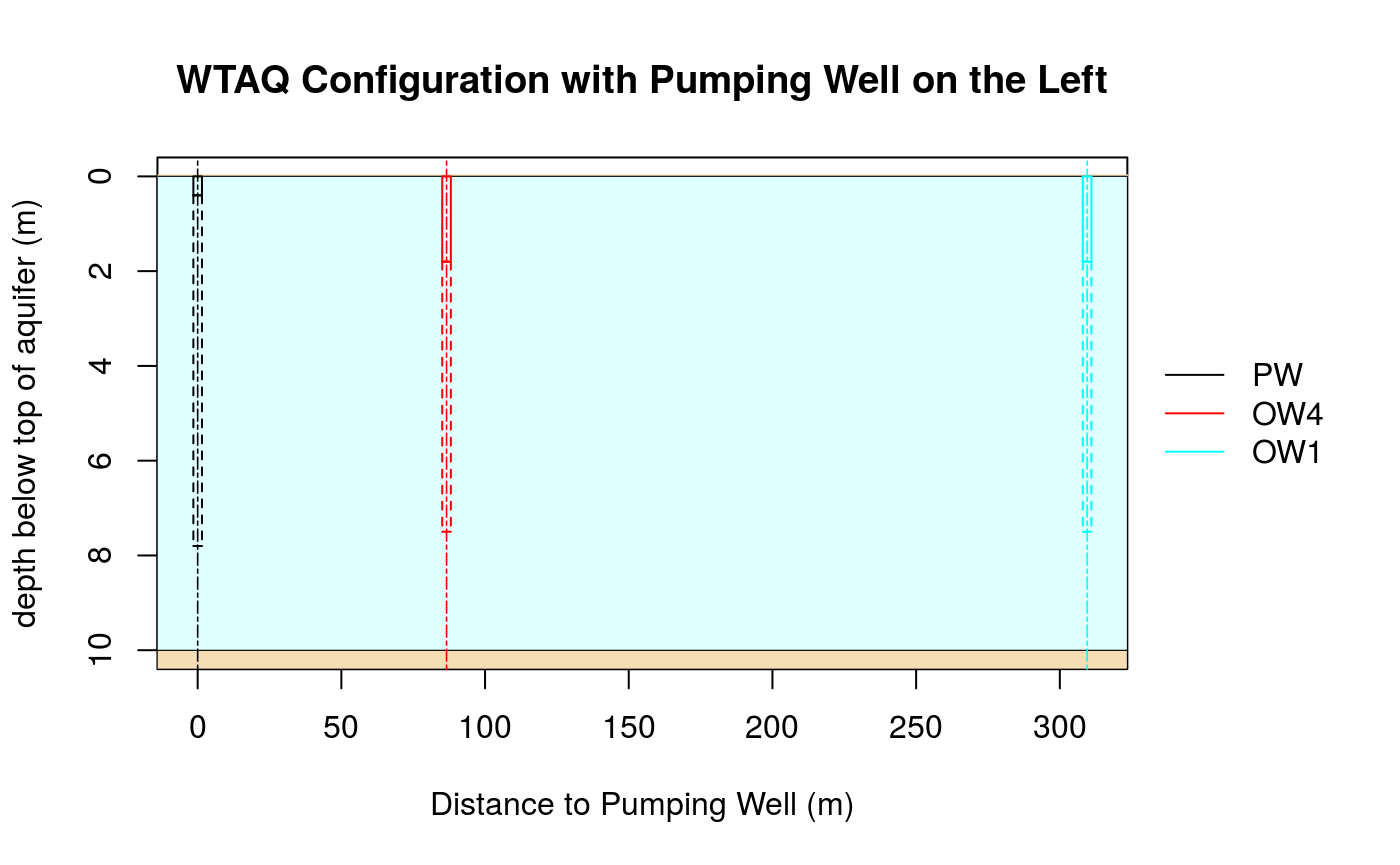 WTAQ Configuration with Pumping Well on the Left
depth below top of aquifer (m)
0
2
4
6
8
10
PW
OW4
OW1
0 50 100 150 200 250 300
Distance to Pumping Well (m)